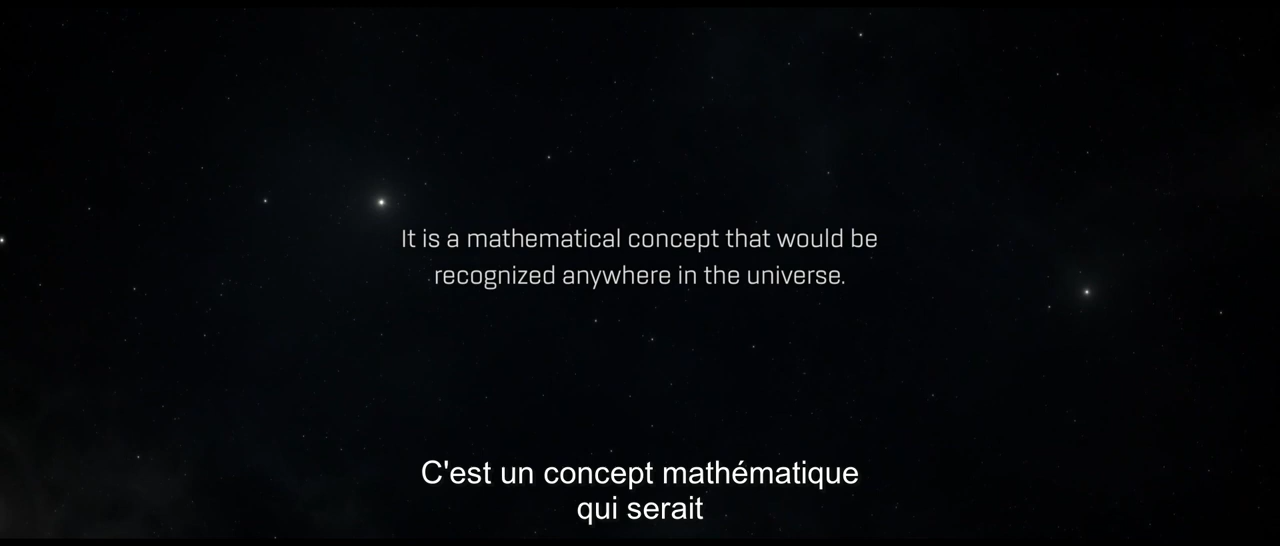 It is a mathematical concept that would be
recognized anywhere in the universe.
C'est un concept mathématique
qui serait